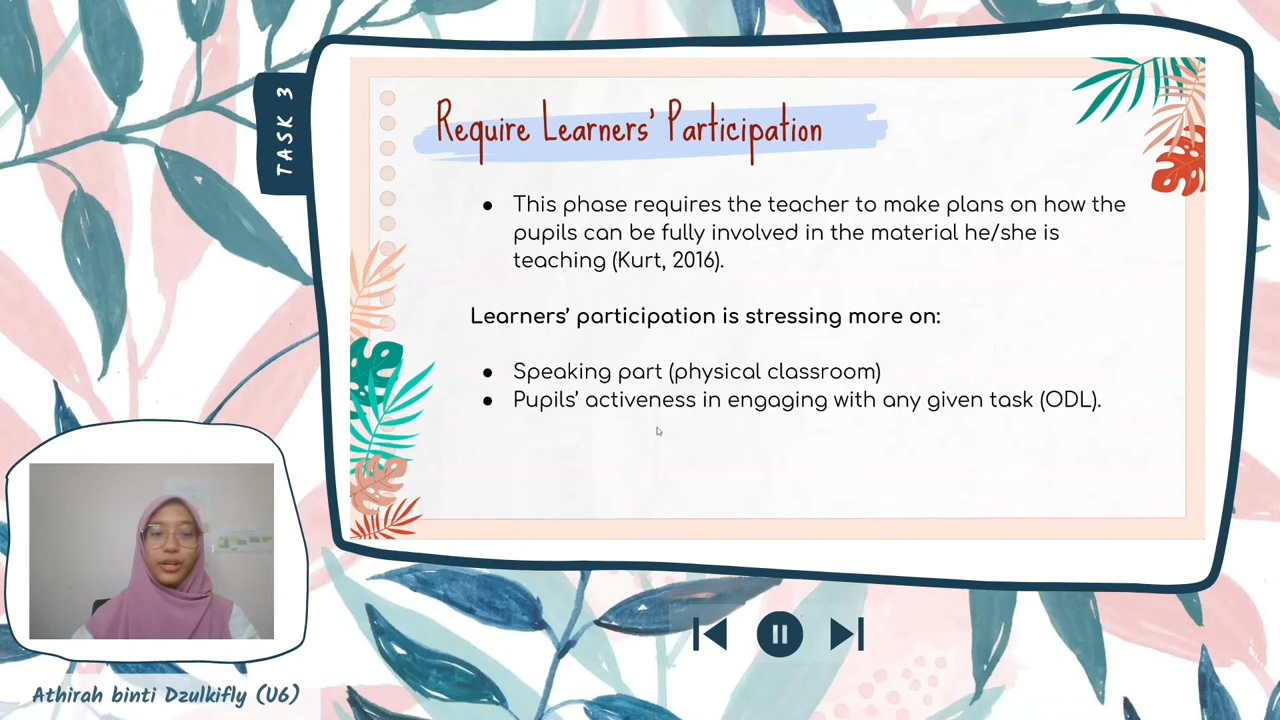 TASK 3
Require Learners' Participation
● This phase requires the teacher to make plans on how the
pupils can be fully involved in the material he/she is
teaching (Kurt, 2016).
Learners' participation is stressing more on:
● Speaking part (physical classroom)
● Pupils' activeness in engaging with any given task (ODL).
Athirah binti Dzulkifly (U6)